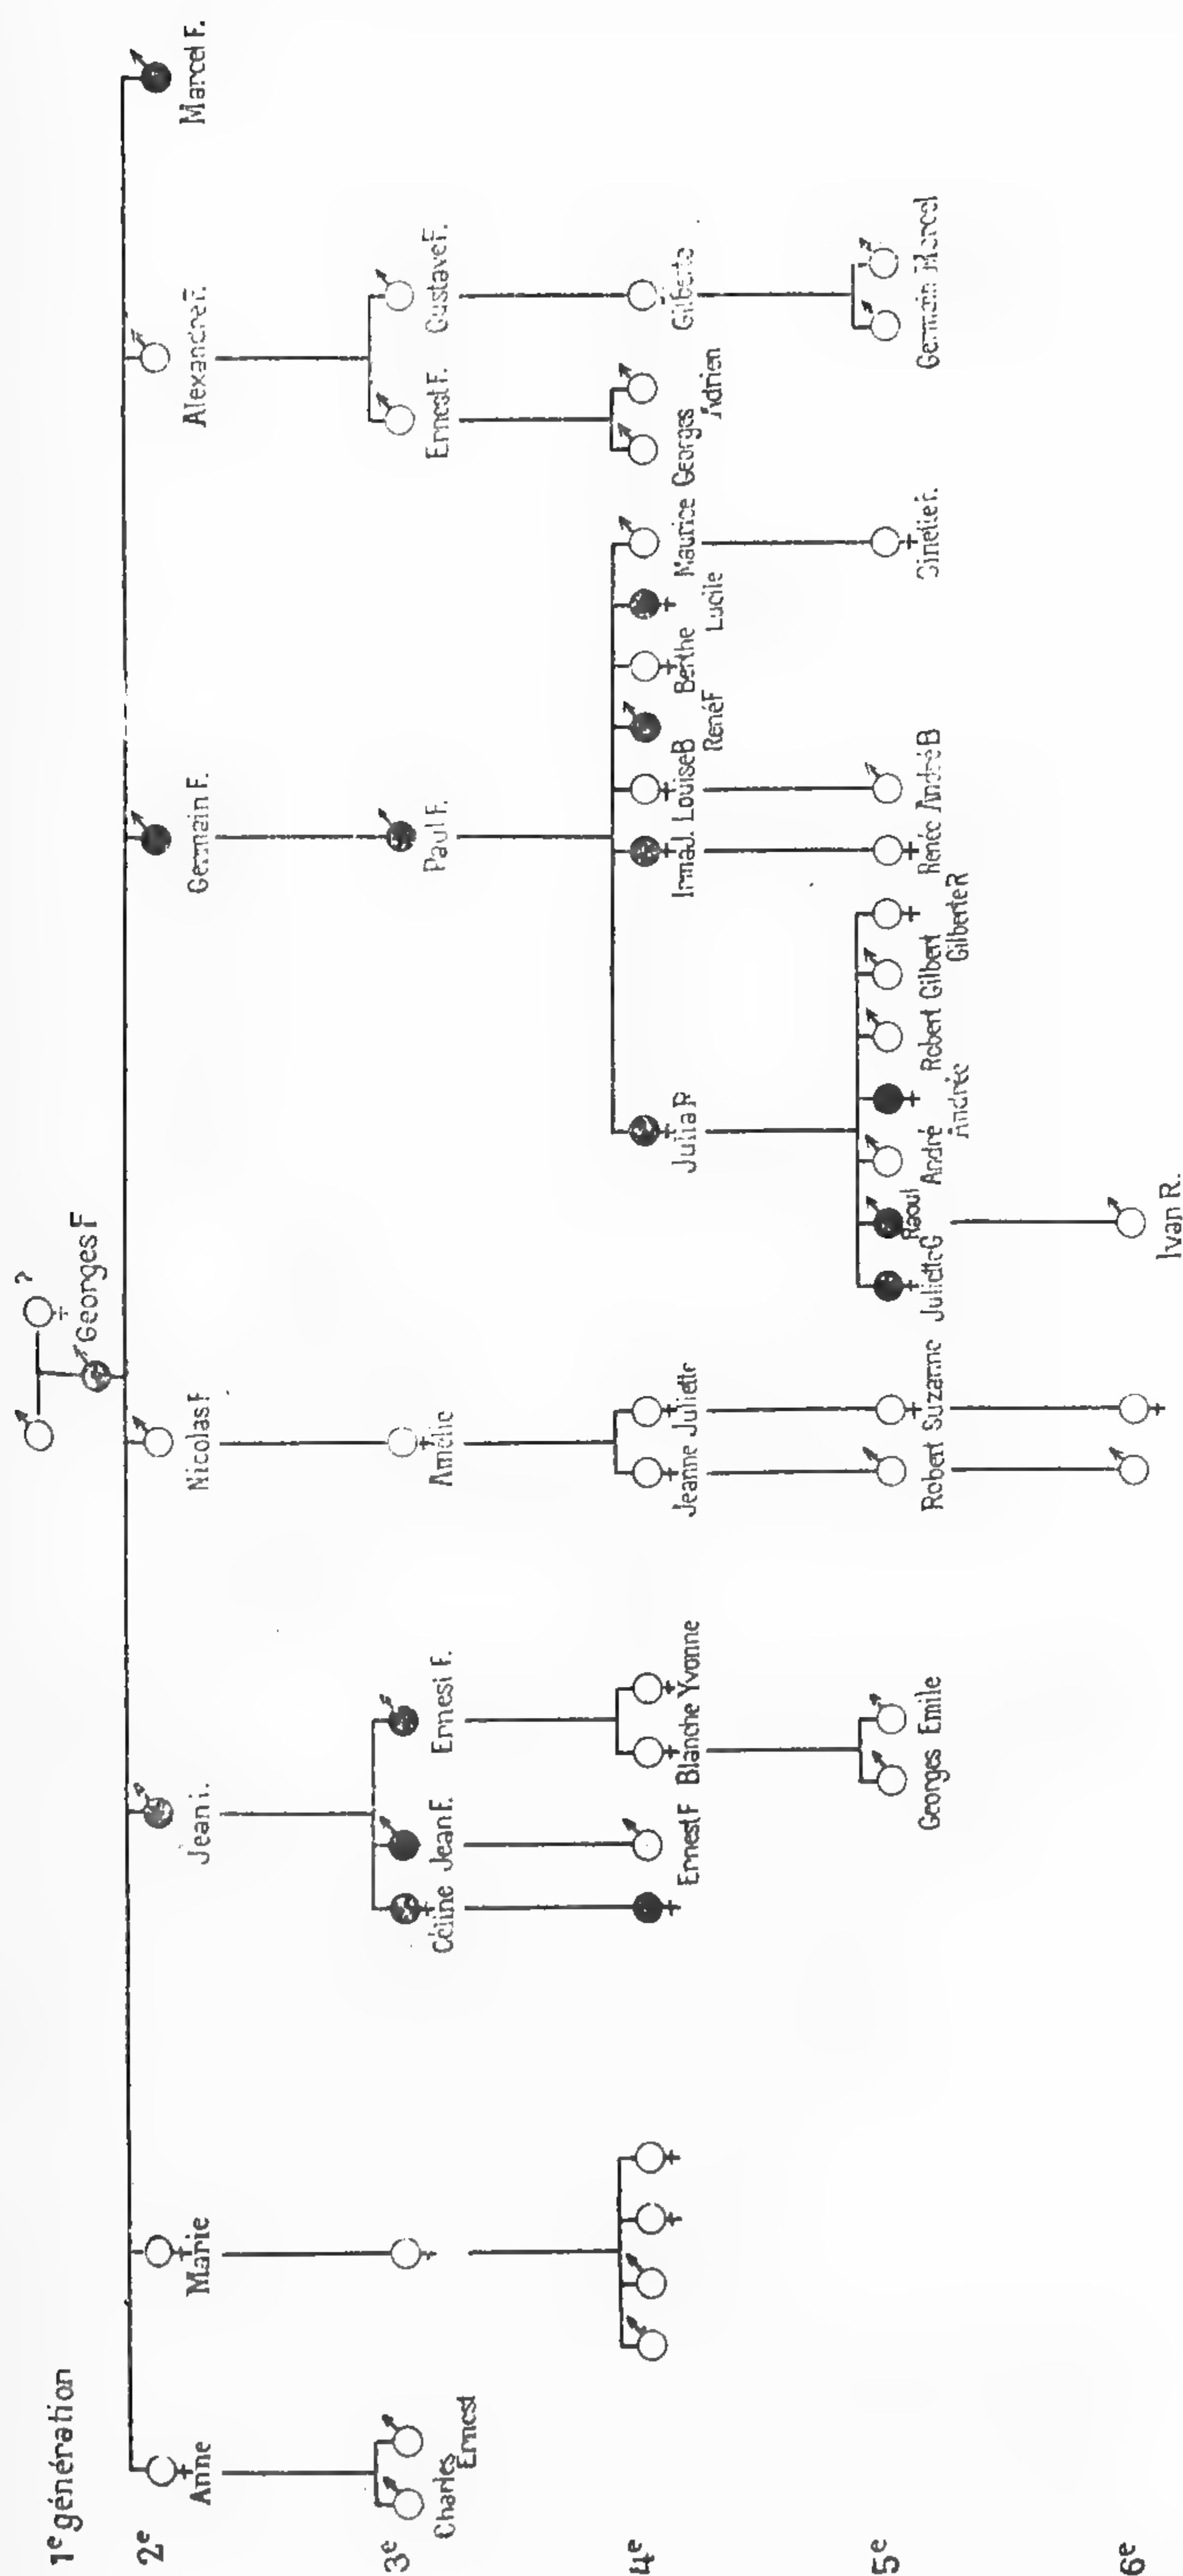 1e génération
?
Georges F
2e
Anne
Marie
Jean F.
Nicolas F
Germain F.
Alexandre F.
Marcel F.
3e
Charles
Ernest
Céline
Jean F.
Ernest F.
Amélie
Paul F.
Ernest F.
Gustave F.
4e
Ernest F
Blanche
Yvonne
Jeanne
Juliette
Julia R
Irma J.
Louise B
René F
Berthe
Lucile
Maurice
Georges
Adrien
Gilberte
5e
Georges
Emile
Robert
Suzanne
Juliette G
Raoul
André
Andrée
Robert
Gilbert
Gilberte R
Renée
André B
Ginette F.
Germain
Marcel
6e
Ivan R.